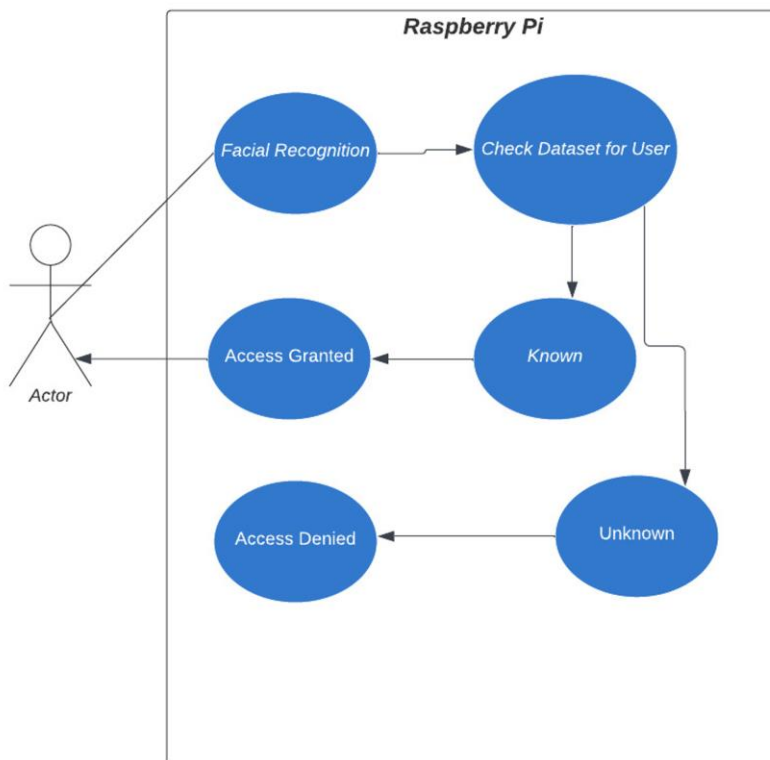 Raspberry Pi
Facial Recognition
Check Dataset for User
Actor
Access Granted
Known
Access Denied
Unknown